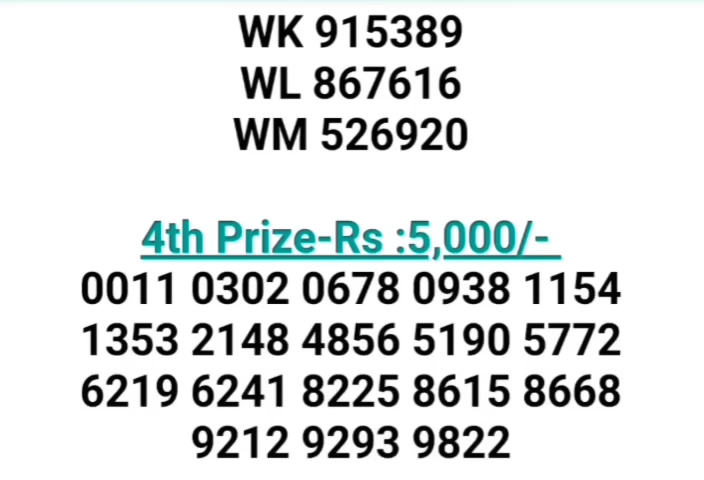 WK 915389
WL 867616
WM 526920
4th Prize-Rs :5,000/-
0011 0302 0678 0938 1154
1353 2148 4856 5190 5772
6219 6241 8225 8615 8668
9212 9293 9822